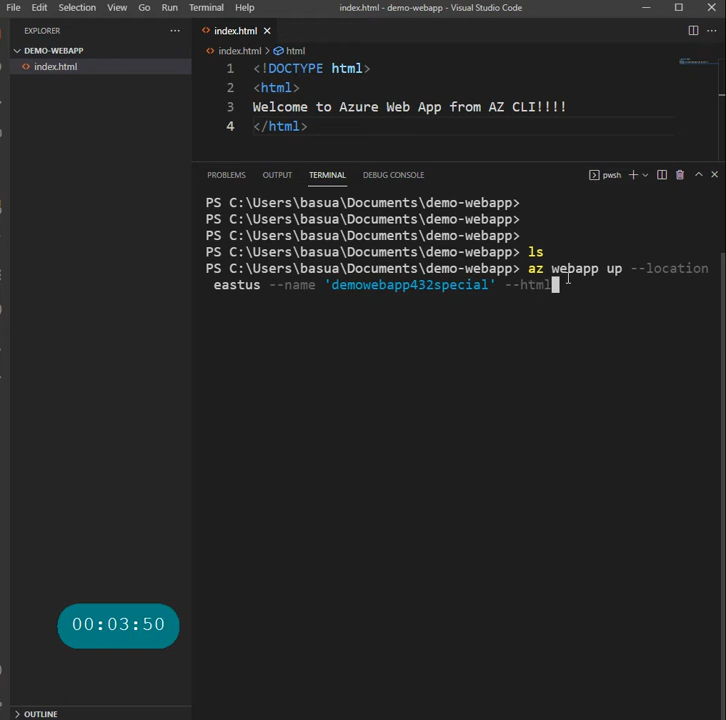 File Edit Selection View Go Run Terminal Help index.html - demo-webapp - Visual Studio Code
EXPLORER
DEMO-WEBAPP
index.html
index.html
index.html > html
1 <!DOCTYPE html>
2 <html>
3 Welcome to Azure Web App from AZ CLI!!!!
4 </html>
PROBLEMS OUTPUT TERMINAL DEBUG CONSOLE pwsh
PS C:\Users\basua\Documents\demo-webapp>
PS C:\Users\basua\Documents\demo-webapp>
PS C:\Users\basua\Documents\demo-webapp>
PS C:\Users\basua\Documents\demo-webapp> ls
PS C:\Users\basua\Documents\demo-webapp> az webapp up --location
eastus --name 'demowebapp432special' --html
00:03:50
OUTLINE